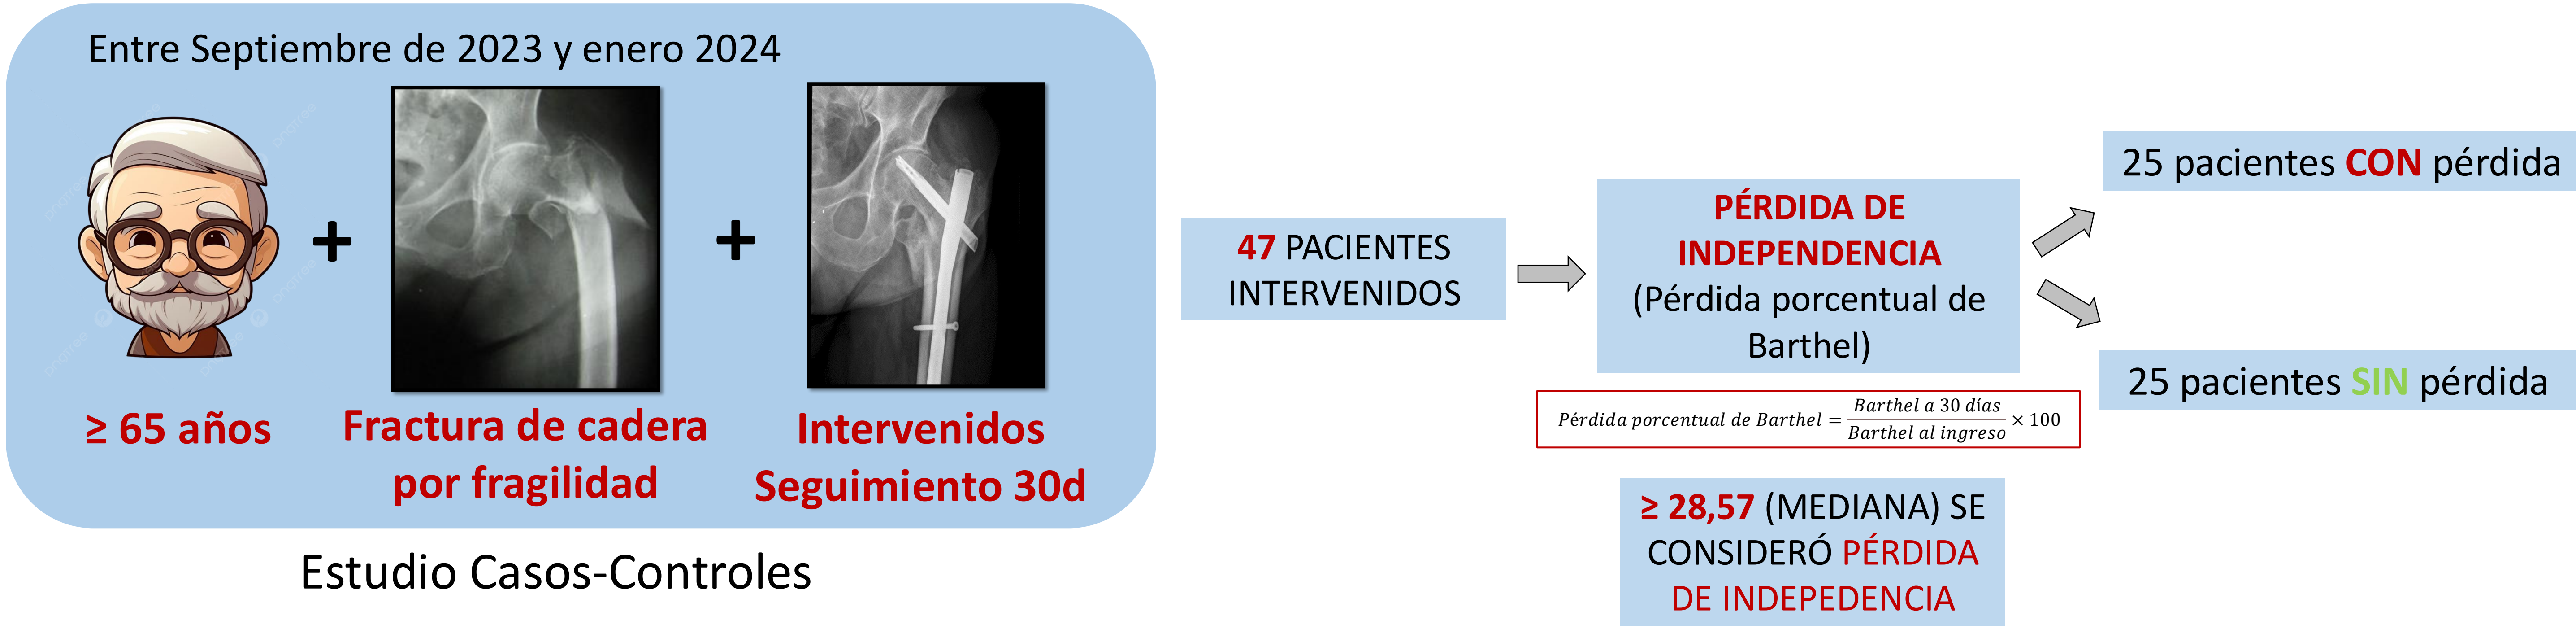 Entre Septiembre de 2023 y enero 2024
+
+
≥ 65 años
Fractura de cadera
por fragilidad
Intervenidos
Seguimiento 30d
Estudio Casos-Controles
47 PACIENTES
INTERVENIDOS
PÉRDIDA DE
INDEPENDENCIA
(Pérdida porcentual de
Barthel)
Pérdida porcentual de Barthel = Barthel a 30 días / Barthel al ingreso × 100
≥ 28,57 (MEDIANA) SE
CONSIDERÓ PÉRDIDA
DE INDEPEDENCIA
25 pacientes CON pérdida
25 pacientes SIN pérdida